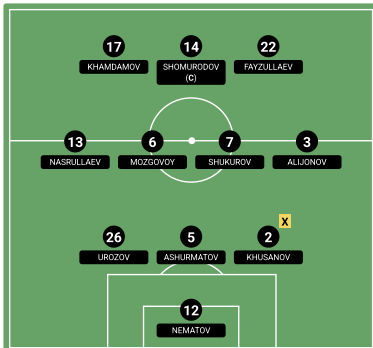 17 14 22
KHAMDAMOV SHOMURODOV FAYZULLAEV
(C)
13 6 7 3
NASRULLAEV MOZGOVOY SHUKUROV ALIJONOV
X
26 5 2
UROZOV ASHURMATOV KHUSANOV
12
NEMATOV